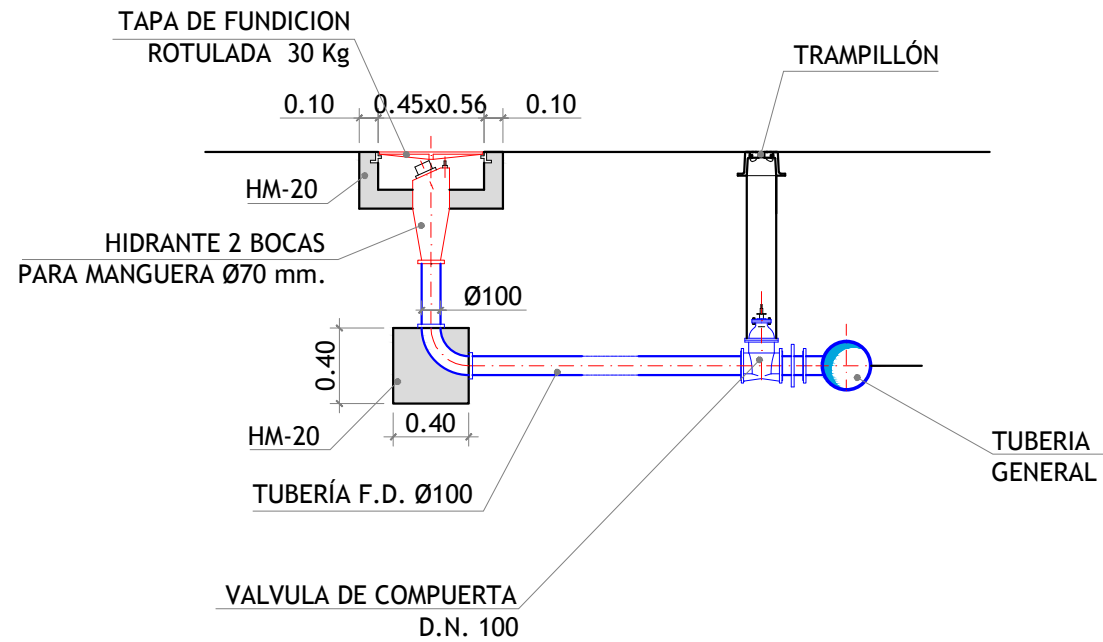 TAPA DE FUNDICION
ROTULADA 30 Kg
TRAMPILLÓN
0.10 0.45x0.56 0.10
HM-20
HIDRANTE 2 BOCAS
PARA MANGUERA Ø70 mm.
Ø100
0.40
0.40
HM-20
TUBERIA
GENERAL
TUBERÍA F.D. Ø100
VALVULA DE COMPUERTA
D.N. 100